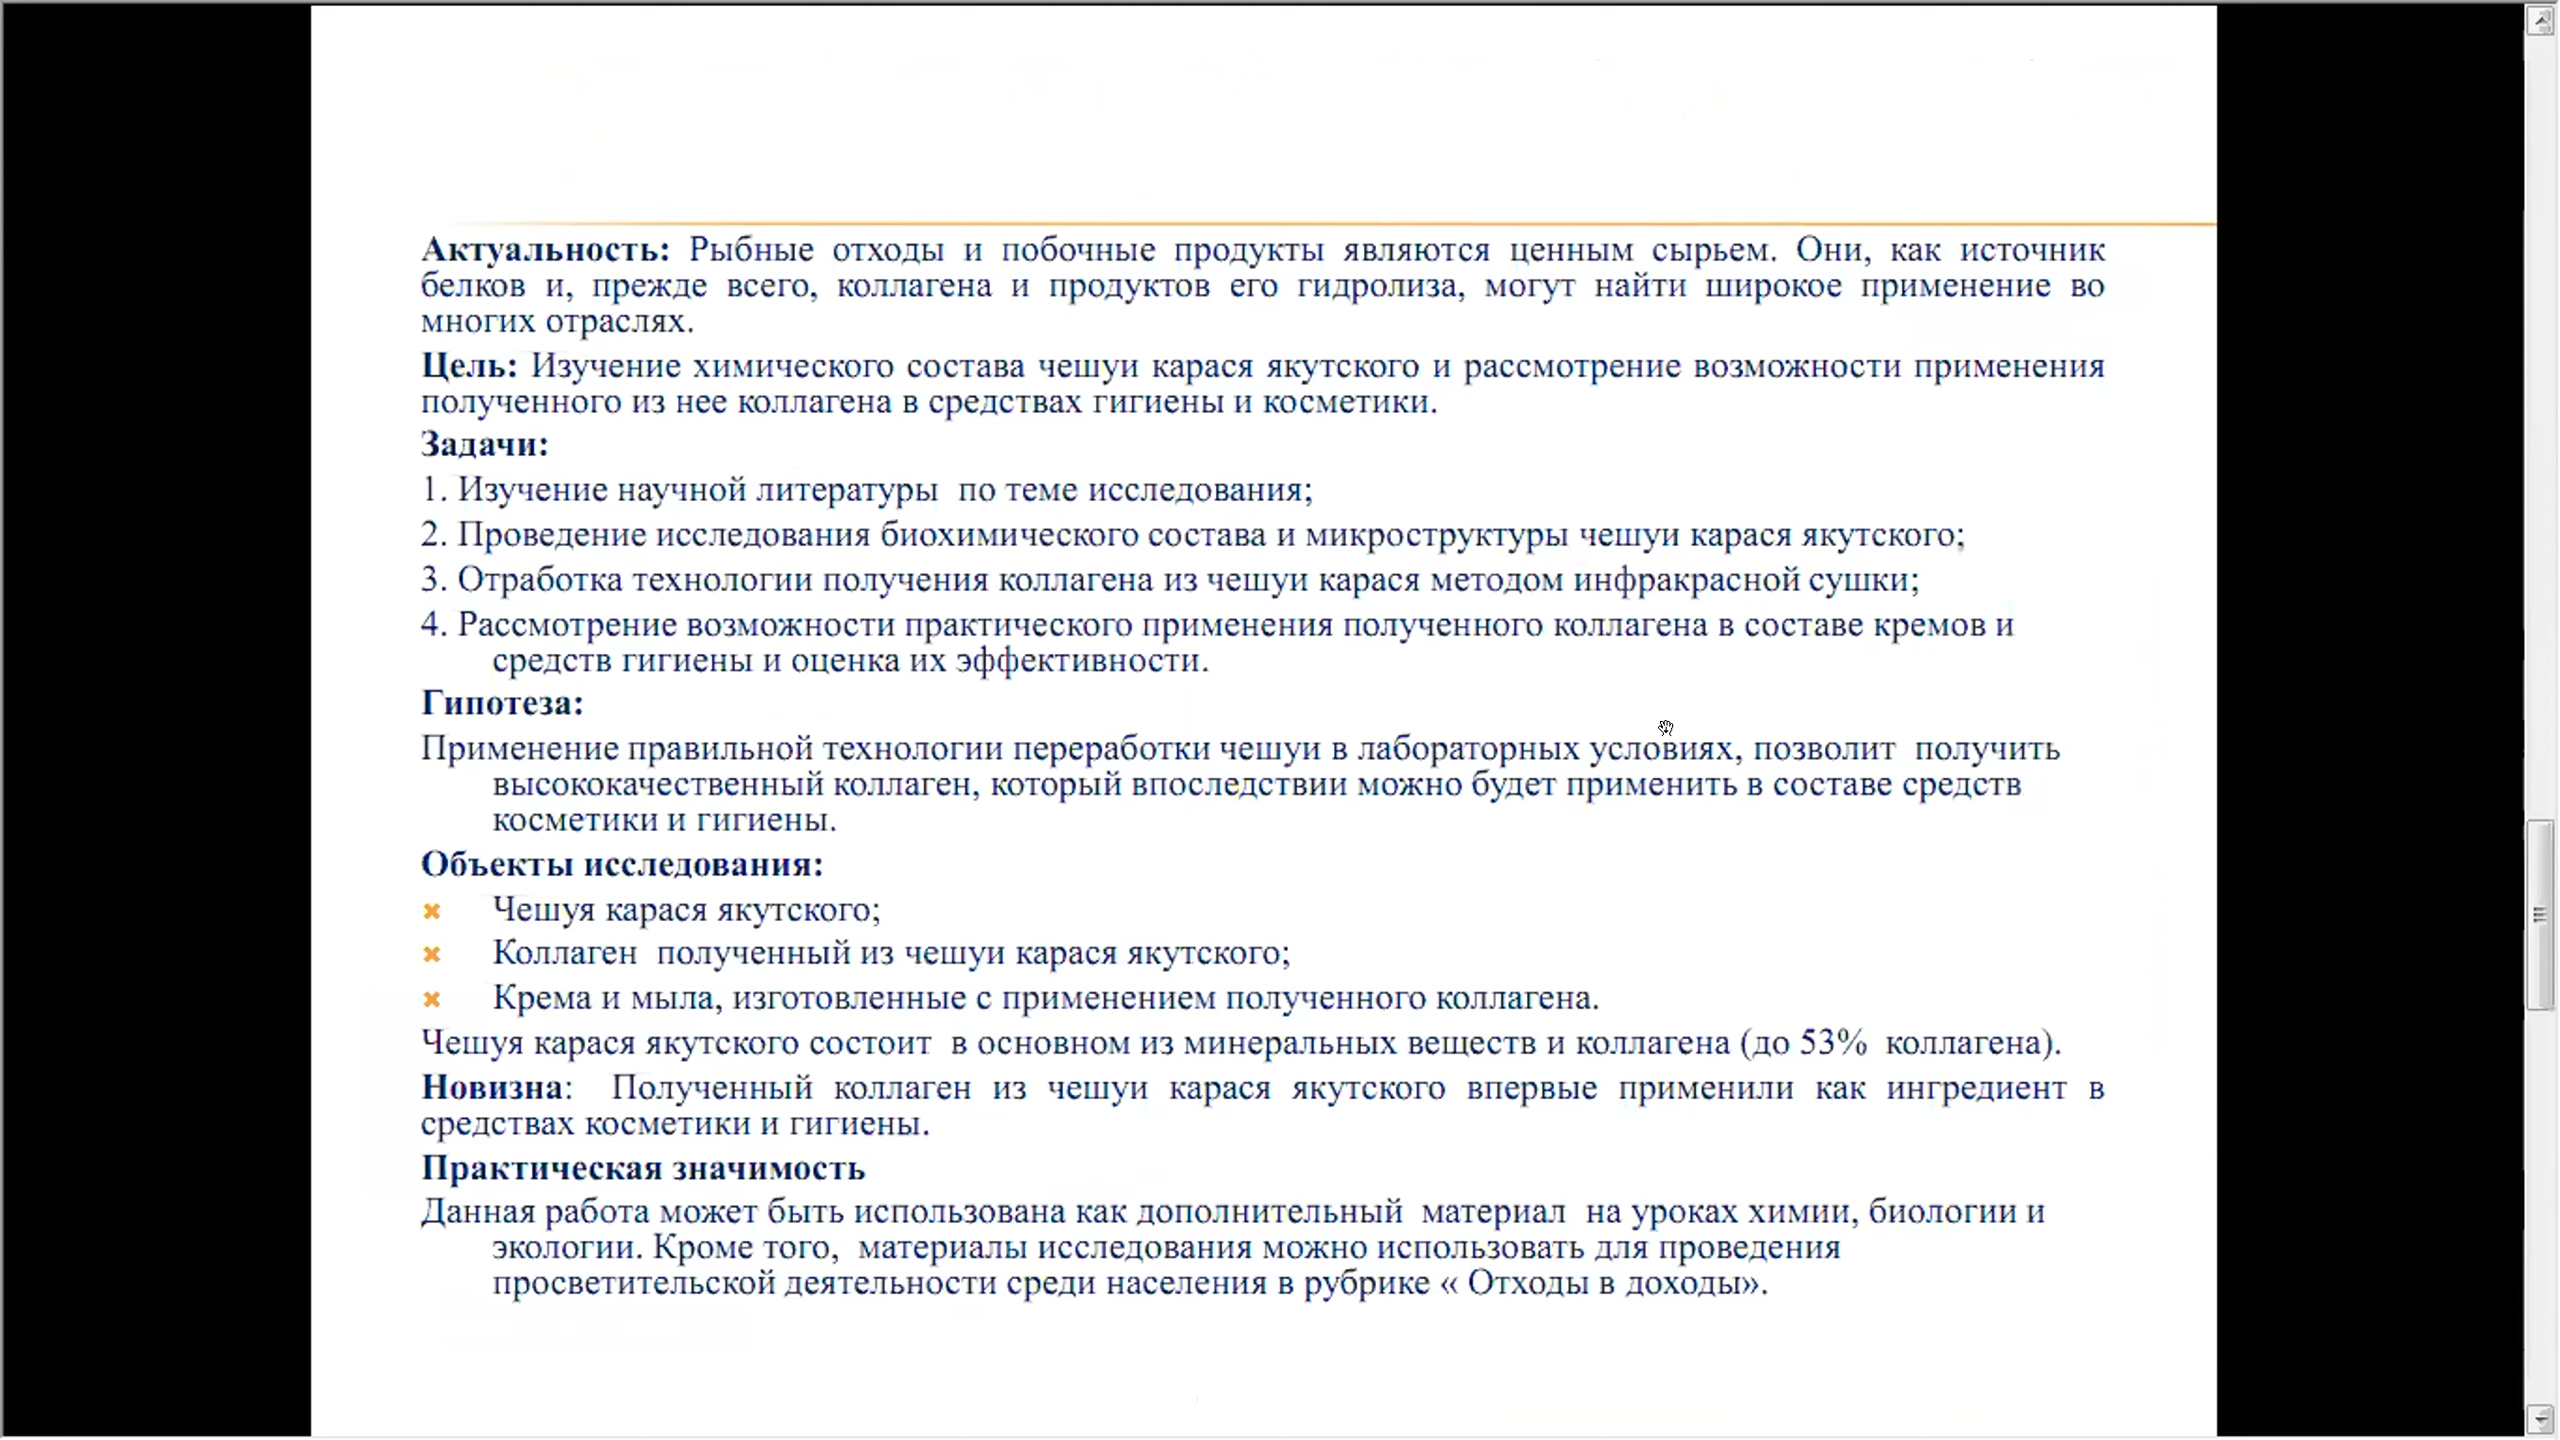 Актуальность: Рыбные отходы и побочные продукты являются ценным сырьем. Они, как источник
белков и, прежде всего, коллагена и продуктов его гидролиза, могут найти широкое применение во
многих отраслях.
Цель: Изучение химического состава чешуи карася якутского и рассмотрение возможности применения
полученного из нее коллагена в средствах гигиены и косметики.
Задачи:
1. Изучение научной литературы по теме исследования;
2. Проведение исследования биохимического состава и микроструктуры чешуи карася якутского;
3. Отработка технологии получения коллагена из чешуи карася методом инфракрасной сушки;
4. Рассмотрение возможности практического применения полученного коллагена в составе кремов и
средств гигиены и оценка их эффективности.
Гипотеза:
Применение правильной технологии переработки чешуи в лабораторных условиях, позволит получить
высококачественный коллаген, который впоследствии можно будет применить в составе средств
косметики и гигиены.
Объекты исследования:
Чешуя карася якутского;
Коллаген полученный из чешуи карася якутского;
Крема и мыла, изготовленные с применением полученного коллагена.
Чешуя карася якутского состоит в основном из минеральных веществ и коллагена (до 53% коллагена).
Новизна: Полученный коллаген из чешуи карася якутского впервые применили как ингредиент в
средствах косметики и гигиены.
Практическая значимость
Данная работа может быть использована как дополнительный материал на уроках химии, биологии и
экологии. Кроме того, материалы исследования можно использовать для проведения
просветительской деятельности среди населения в рубрике « Отходы в доходы».